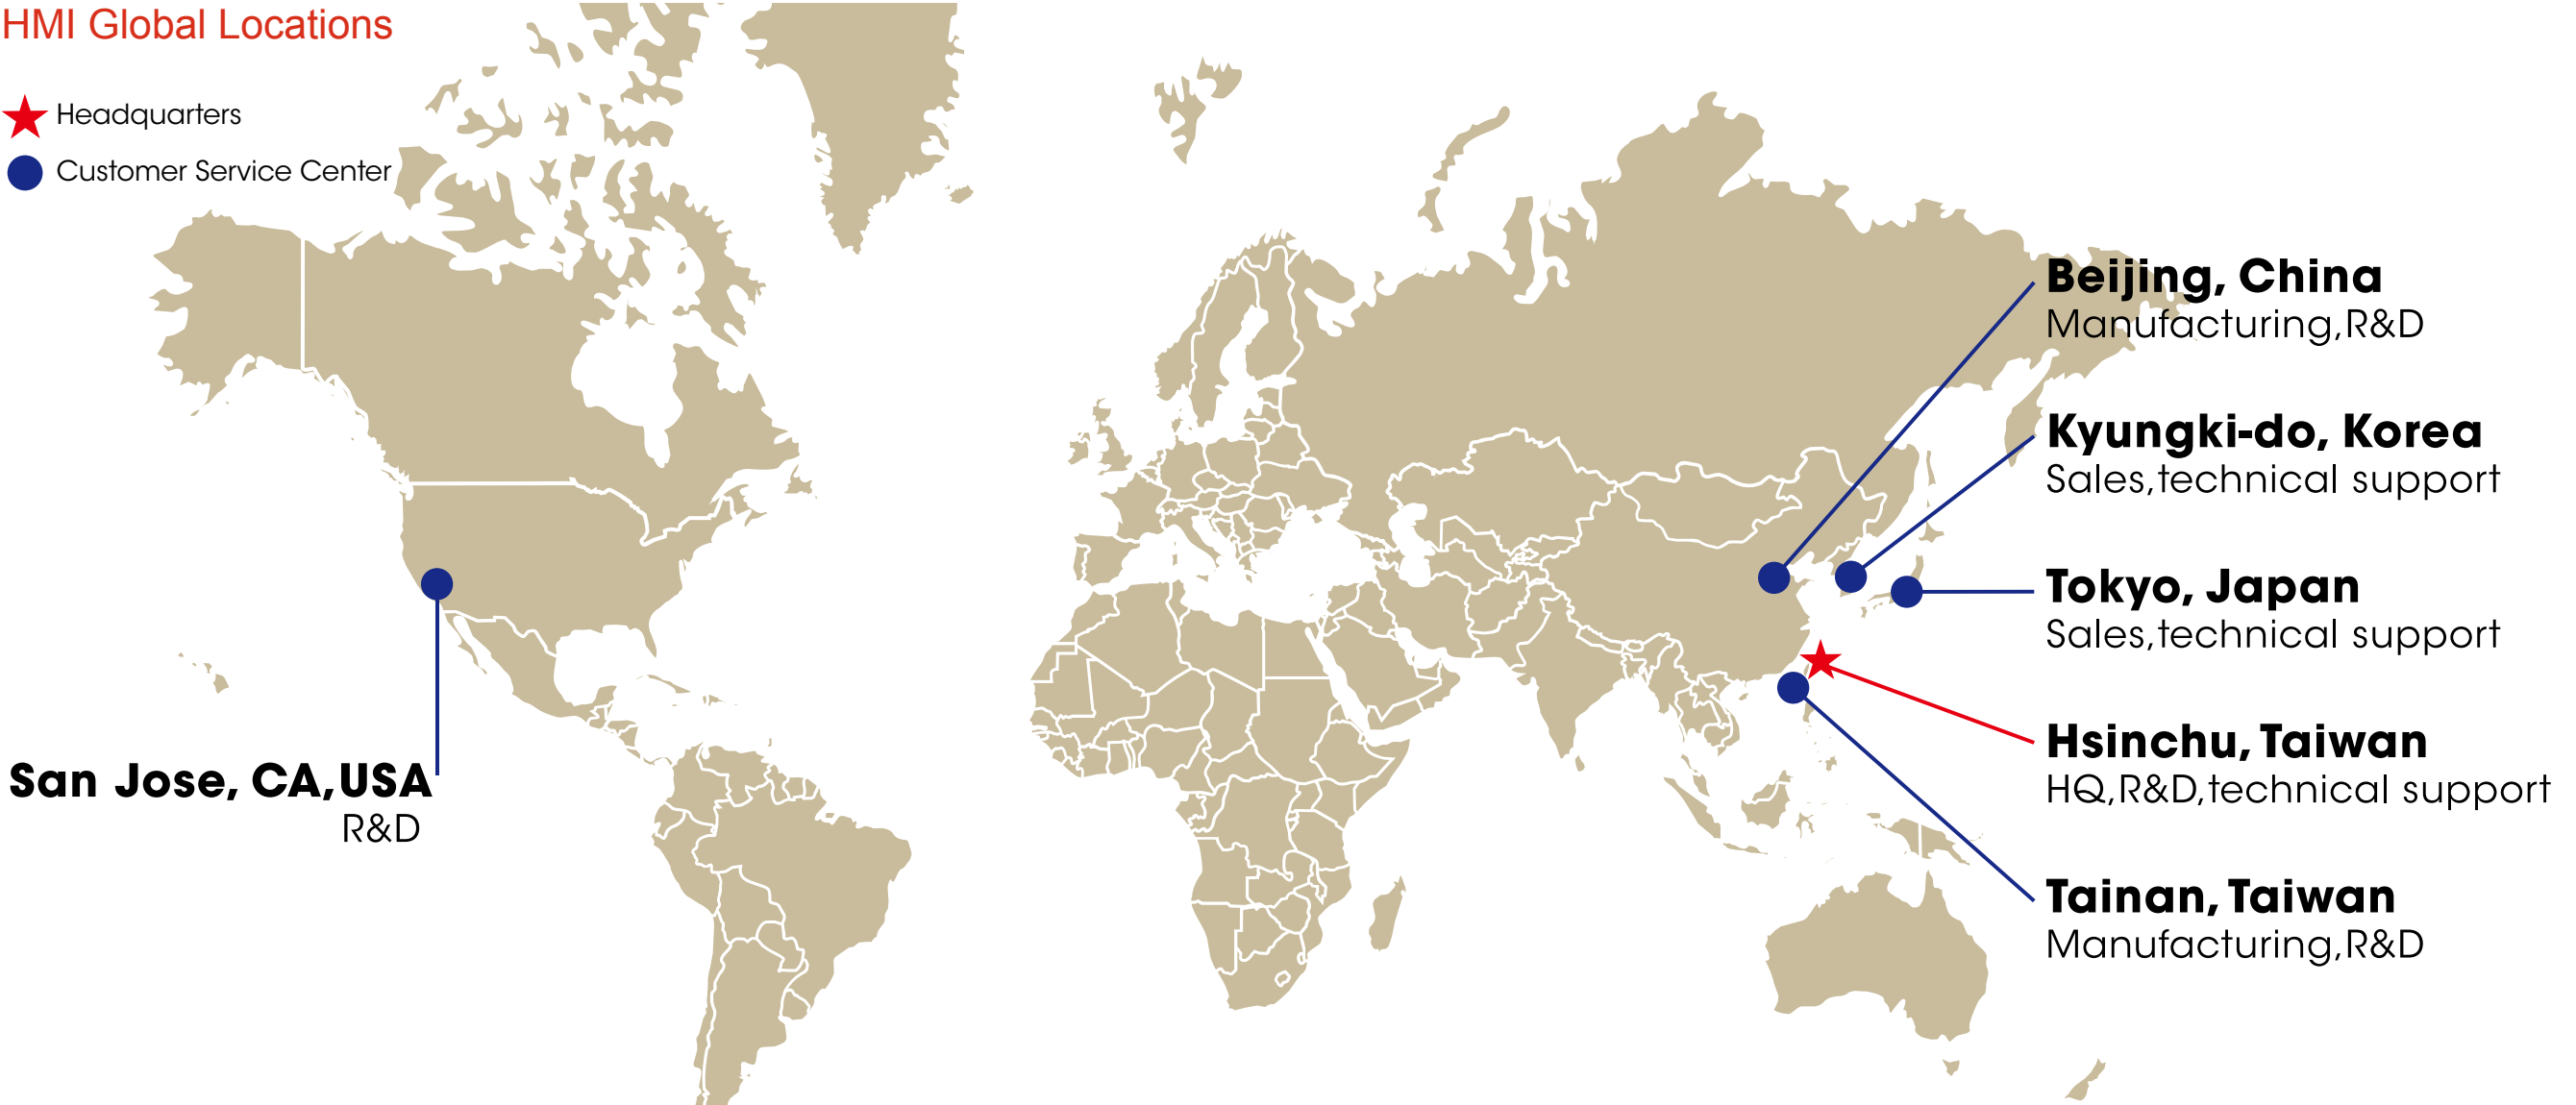 HMI Global Locations
Headquarters
Customer Service Center
Beijing, China
Manufacturing,R&D
Kyungki-do, Korea
Sales,technical support
Tokyo, Japan
Sales,technical support
Hsinchu, Taiwan
HQ,R&D,technical support
Tainan, Taiwan
Manufacturing,R&D
San Jose, CA,USA
R&D